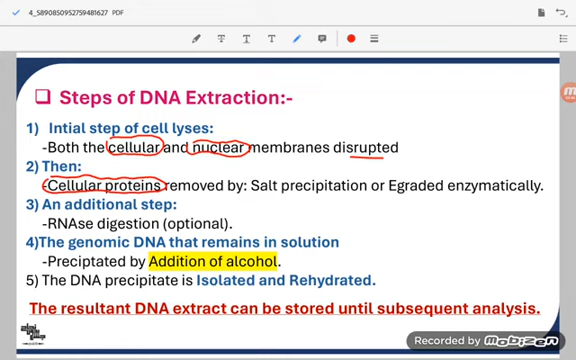 4_5890850952759481627 PDF
Steps of DNA Extraction:-
1) Intial step of cell lyses:
-Both the cellular and nuclear membranes disrupted
2) Then:
-Cellular proteins removed by: Salt precipitation or Egraded enzymatically.
3) An additional step:
-RNAse digestion (optional).
4)The genomic DNA that remains in solution
-Preciptated by Addition of alcohol.
5) The DNA precipitate is Isolated and Rehydrated.
The resultant DNA extract can be stored until subsequent analysis.
Recorded by Mobizen